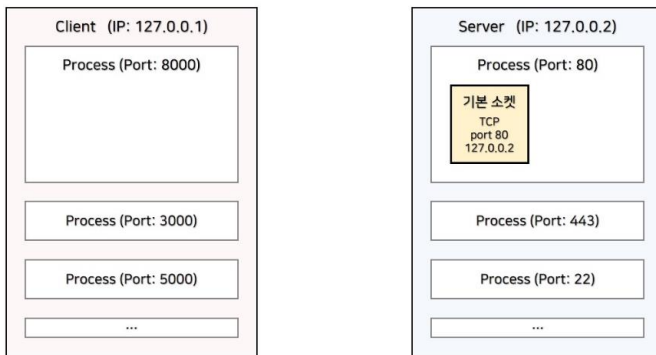 Client (IP: 127.0.0.1)
Process (Port: 8000)
Process (Port: 3000)
Process (Port: 5000)
...
Server (IP: 127.0.0.2)
Process (Port: 80)
기본 소켓
TCP
port 80
127.0.0.2
Process (Port: 443)
Process (Port: 22)
...